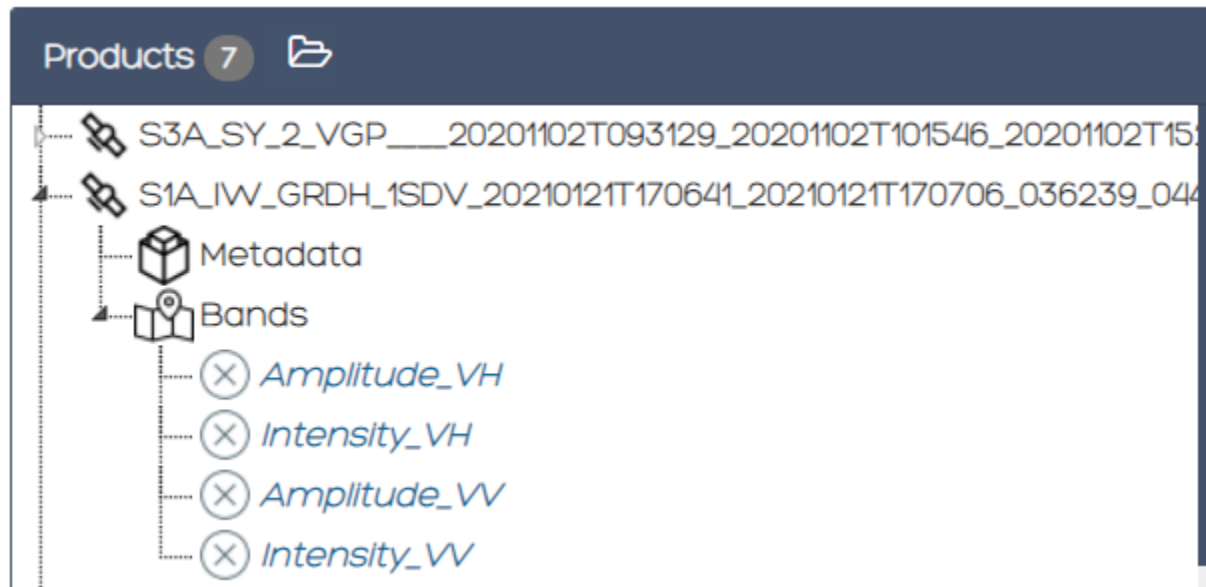 Products 7
S3A_SY_2_VGP____20201102T093129_20201102T101546_20201102T15
S1A_IW_GRDH_1SDV_20210121T170641_20210121T170706_036239_044
Metadata
Bands
Amplitude_VH
Intensity_VH
Amplitude_VV
Intensity_VV